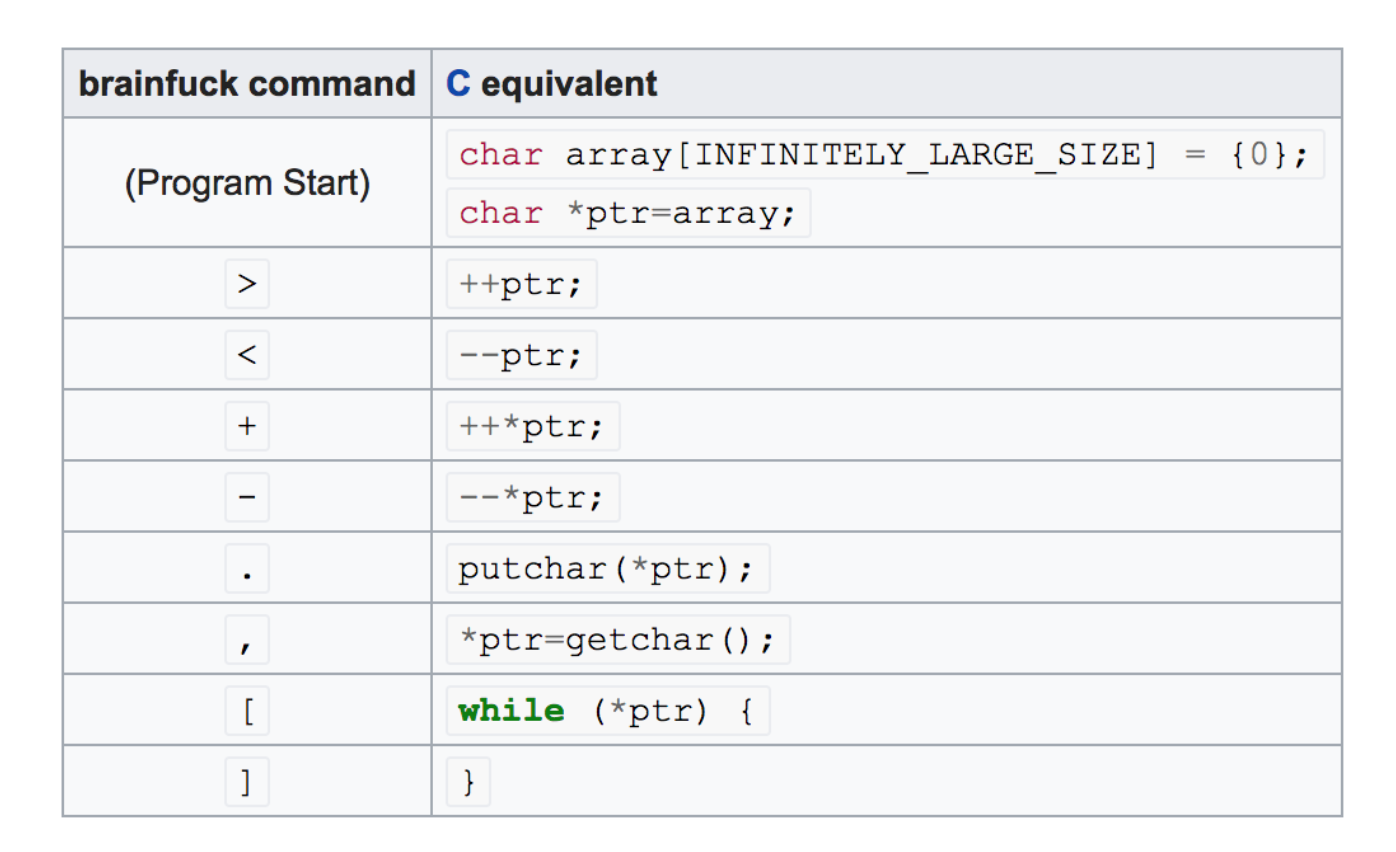 brainfuck command C equivalent
(Program Start) char array[INFINITELY_LARGE_SIZE] = {0};
char *ptr=array;
> ++ptr;
< --ptr;
+ ++*ptr;
- --*ptr;
. putchar(*ptr);
, *ptr=getchar();
[ while (*ptr) {
] }